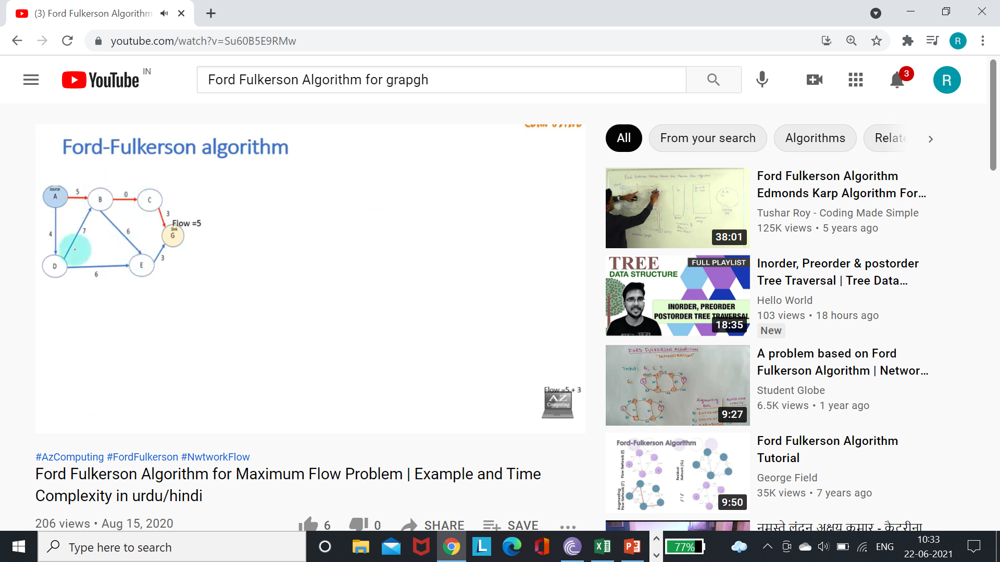 (3) Ford Fulkerson Algorithm
youtube.com/watch?v=Su60B5E9RMw
R
YouTube IN
Ford Fulkerson Algorithm for grapgh
3
R
Ford-Fulkerson algorithm
source
A
5
B
0
C
3
Flow =5
Sink
G
4
7
6
3
D
6
E
Flow =5 + 3
AZ
Computing
#AzComputing #FordFulkerson #NwtworkFlow
Ford Fulkerson Algorithm for Maximum Flow Problem | Example and Time
Complexity in urdu/hindi
206 views • Aug 15, 2020
6
0
SHARE
SAVE
All
From your search
Algorithms
Relate
38:01
Ford Fulkerson Algorithm
Edmonds Karp Algorithm For...
Tushar Roy - Coding Made Simple
125K views • 5 years ago
TREE
DATA STRUCTURE
FULL PLAYLIST
INORDER, PREORDER
POSTORDER TREE TRAVERSAL
18:35
Inorder, Preorder & postorder
Tree Traversal | Tree Data...
Hello World
103 views • 18 hours ago
New
FORD FULKERSON ALGORITHM
"DEMONSTRATION"
Input: G, S, T
9:27
A problem based on Ford
Fulkerson Algorithm | Networ...
Student Globe
6.5K views • 1 year ago
Ford-Fulkerson Algorithm
9:50
Ford Fulkerson Algorithm
Tutorial
George Field
35K views • 7 years ago
नमस्ते लंदन अक्षय कुमार - कैटरीना
Type here to search
77%
ENG
10:33
22-06-2021